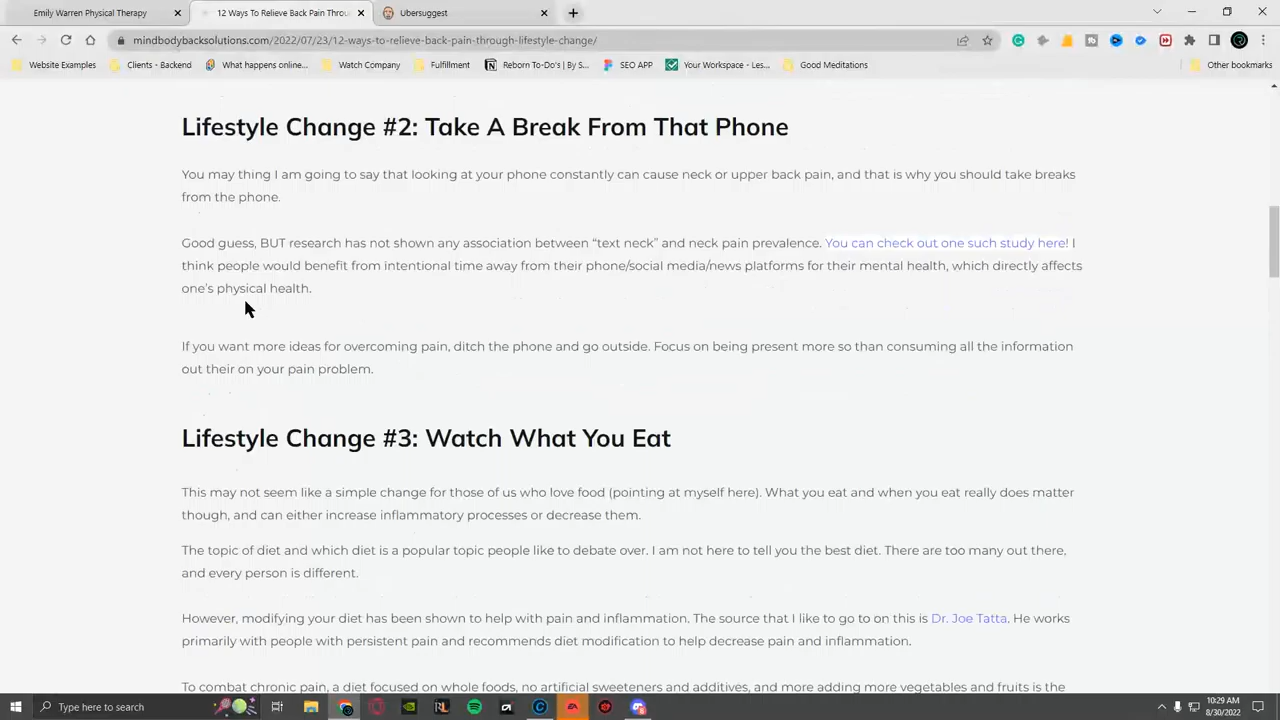 Emily Warren Physical Therapy
12 Ways To Relieve Back Pain Throu
Ubersuggest
mindbodybacksolutions.com/2022/07/23/12-ways-to-relieve-back-pain-through-lifestyle-change/
Website Examples
Clients - Backend
What happens online...
Watch Company
Fulfillment
Reborn To-Do's | By S...
SEO APP
Your Workspace - Les...
Good Meditations
Other bookmarks
Lifestyle Change #2: Take A Break From That Phone
You may thing I am going to say that looking at your phone constantly can cause neck or upper back pain, and that is why you should take breaks
from the phone.
Good guess, BUT research has not shown any association between “text neck” and neck pain prevalence. You can check out one such study here! I
think people would benefit from intentional time away from their phone/social media/news platforms for their mental health, which directly affects
one’s physical health.
If you want more ideas for overcoming pain, ditch the phone and go outside. Focus on being present more so than consuming all the information
out their on your pain problem.
Lifestyle Change #3: Watch What You Eat
This may not seem like a simple change for those of us who love food (pointing at myself here). What you eat and when you eat really does matter
though, and can either increase inflammatory processes or decrease them.
The topic of diet and which diet is a popular topic people like to debate over. I am not here to tell you the best diet. There are too many out there,
and every person is different.
However, modifying your diet has been shown to help with pain and inflammation. The source that I like to go to on this is Dr. Joe Tatta. He works
primarily with people with persistent pain and recommends diet modification to help decrease pain and inflammation.
To combat chronic pain, a diet focused on whole foods, no artificial sweeteners and additives, and more adding more vegetables and fruits is the
Type here to search
10:29 AM
8/30/2022